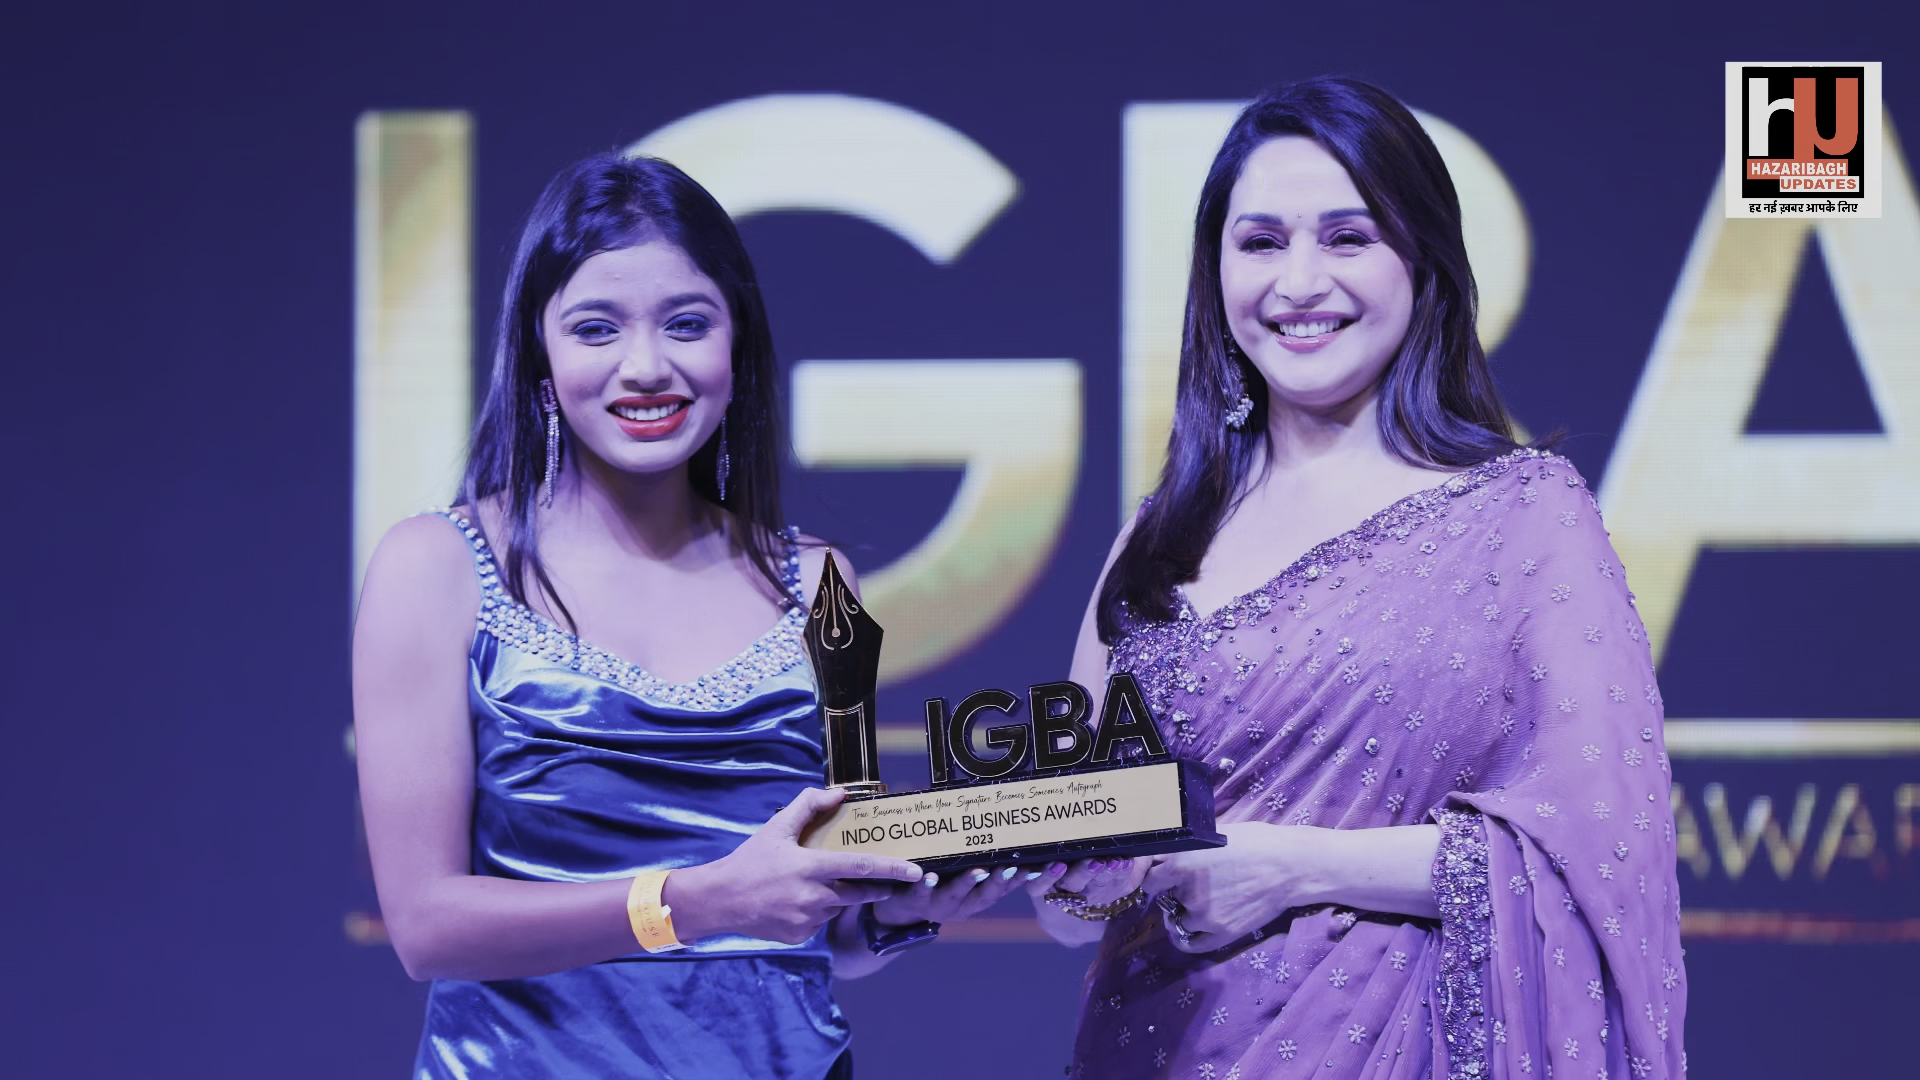 IGBA
hU
HAZARIBAGH
UPDATES
हर नई ख़बर आपके लिए
IGBA
True Business is When Your Signature Becomes Someone's Autograph
INDO GLOBAL BUSINESS AWARDS
2023
AWAR